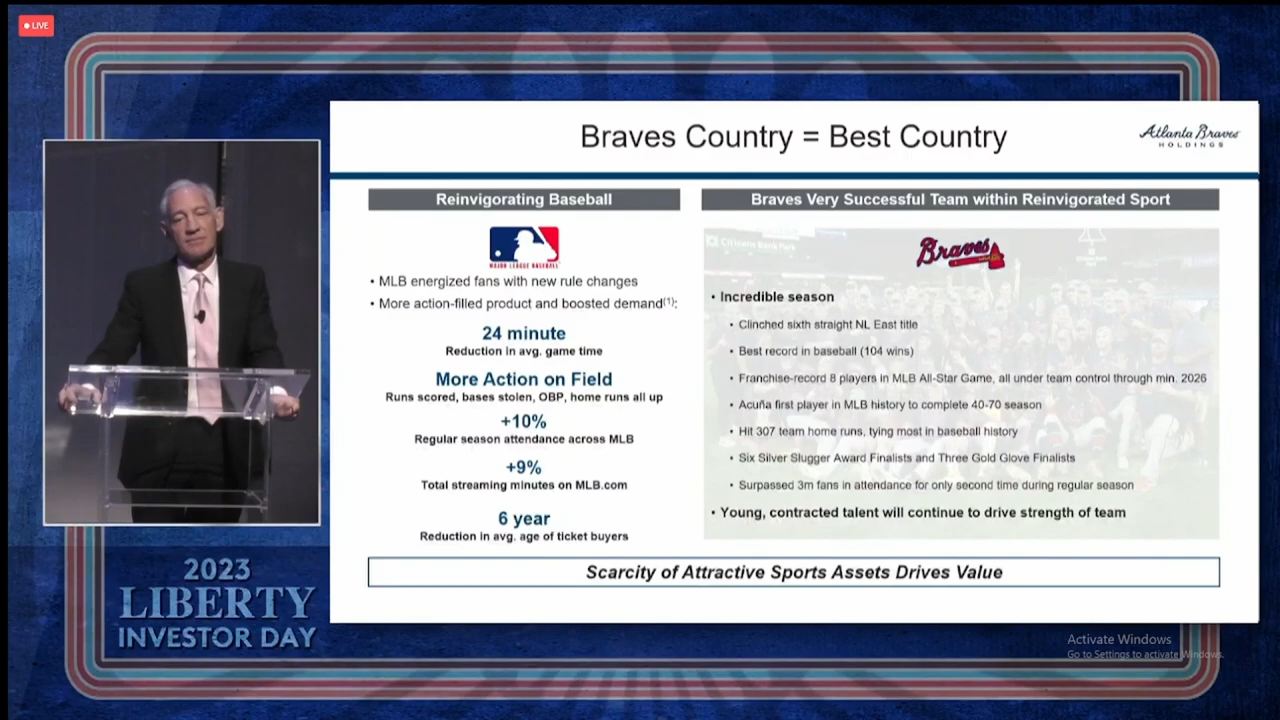 LIVE
Braves Country = Best Country
Atlanta Braves
HOLDINGS
Reinvigorating Baseball
MAJOR LEAGUE BASEBALL
• MLB energized fans with new rule changes
• More action-filled product and boosted demand(1):
24 minute
Reduction in avg. game time
More Action on Field
Runs scored, bases stolen, OBP, home runs all up
+10%
Regular season attendance across MLB
+9%
Total streaming minutes on MLB.com
6 year
Reduction in avg. age of ticket buyers
Braves Very Successful Team within Reinvigorated Sport
Citizens Bank Park
Braves
• Incredible season
• Clinched sixth straight NL East title
• Best record in baseball (104 wins)
• Franchise-record 8 players in MLB All-Star Game, all under team control through min. 2026
• Acuña first player in MLB history to complete 40-70 season
• Hit 307 team home runs, tying most in baseball history
• Six Silver Slugger Award Finalists and Three Gold Glove Finalists
• Surpassed 3m fans in attendance for only second time during regular season
• Young, contracted talent will continue to drive strength of team
Scarcity of Attractive Sports Assets Drives Value
2023
LIBERTY
INVESTOR DAY
Activate Windows
Go to Settings to activate Windows.